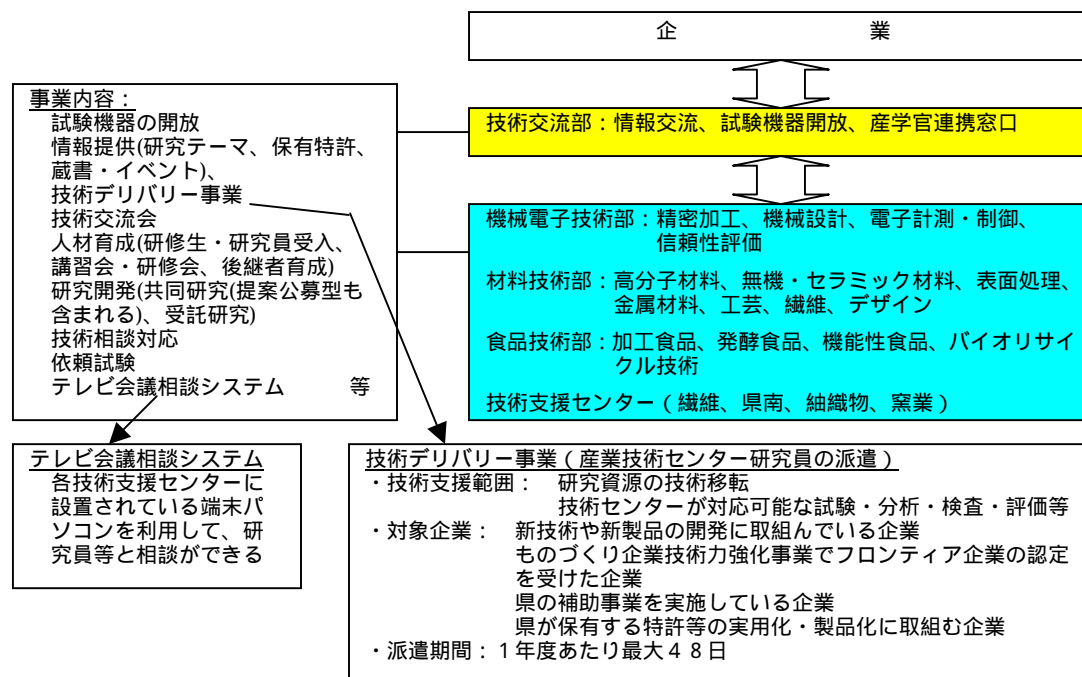 企　　業
事業内容：
試験機器の開放
情報提供(研究テーマ、保有特許、
蔵書・イベント)、
技術デリバリー事業
技術交流会
人材育成(研修生・研究員受入、
講習会・研修会、後継者育成)
研究開発(共同研究(提案公募型も
含まれる)、受託研究)
技術相談対応
依頼試験
テレビ会議相談システム　　等
技術交流部：情報交流、試験機器開放、産学官連携窓口
機械電子技術部：精密加工、機械設計、電子計測・制御、
信頼性評価
材料技術部：高分子材料、無機・セラミック材料、表面処理、
金属材料、工芸、繊維、デザイン
食品技術部：加工食品、発酵食品、機能性食品、バイオリサイ
クル技術
技術支援センター（繊維、県南、紬織物、窯業）
テレビ会議相談システム
各技術支援センターに
設置されている端末パ
ソコンを利用して、研
究員等と相談ができる
技術デリバリー事業（産業技術センター研究員の派遣）
・技術支援範囲：　研究資源の技術移転
技術センターが対応可能な試験・分析・検査・評価等
・対象企業：　新技術や新製品の開発に取組んでいる企業
ものづくり企業技術力強化事業でフロンティア企業の認定
を受けた企業
県の補助事業を実施している企業
県が保有する特許等の実用化・製品化に取組む企業
・派遣期間：１年度あたり最大４８日